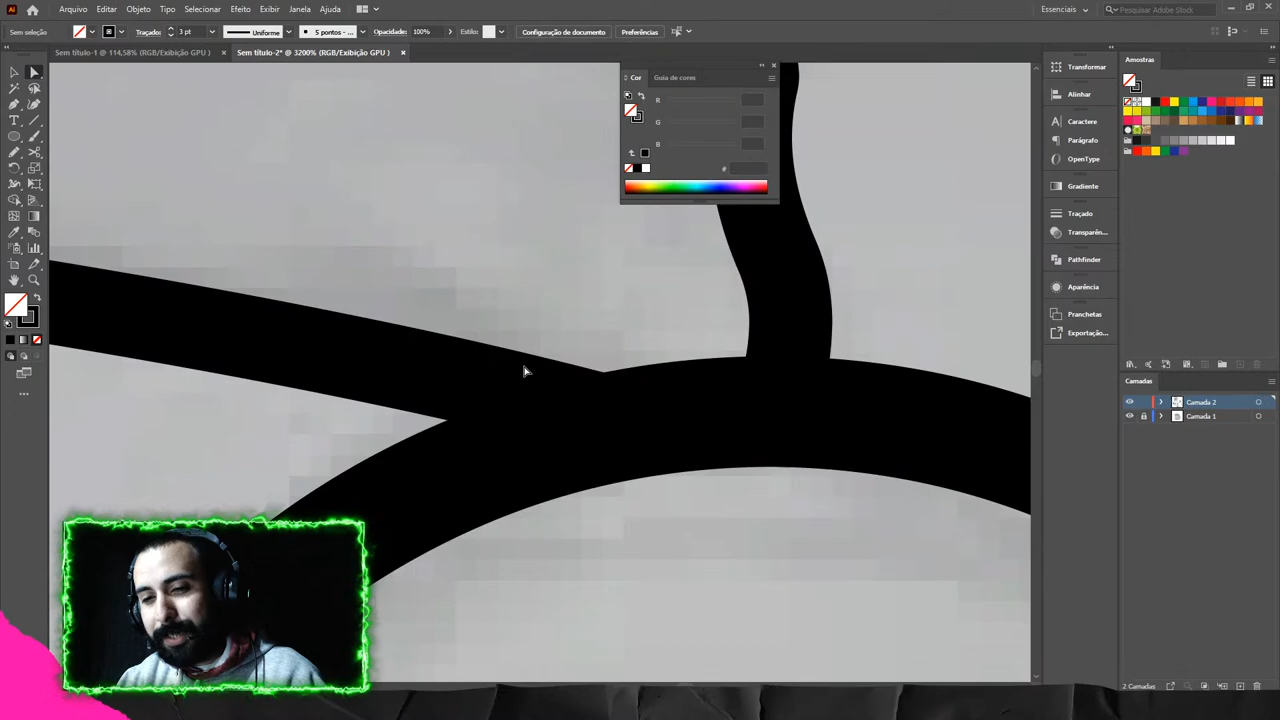 Ai
Arquivo Editar Objeto Tipo Selecionar Efeito Exibir Janela Ajuda
Essenciais
Pesquisar Adobe Stock
Sem seleção
Traçados: 3 pt Uniforme 5 pontos - ... Opacidade: 100% Estilo: Configuração de documento Preferências
Sem título-1 @ 114,58% (RGB/Exibição GPU ) ×
Sem título-2* @ 3200% (RGB/Exibição GPU ) ×
Cor Guia de cores
R
G
B
#
Transformar
Alinhar
Caractere
Parágrafo
OpenType
Gradiente
Traçado
Transparên...
Pathfinder
Aparência
Pranchetas
Exportação...
Amostras
Camadas
Camada 2
Camada 1
2 Camadas